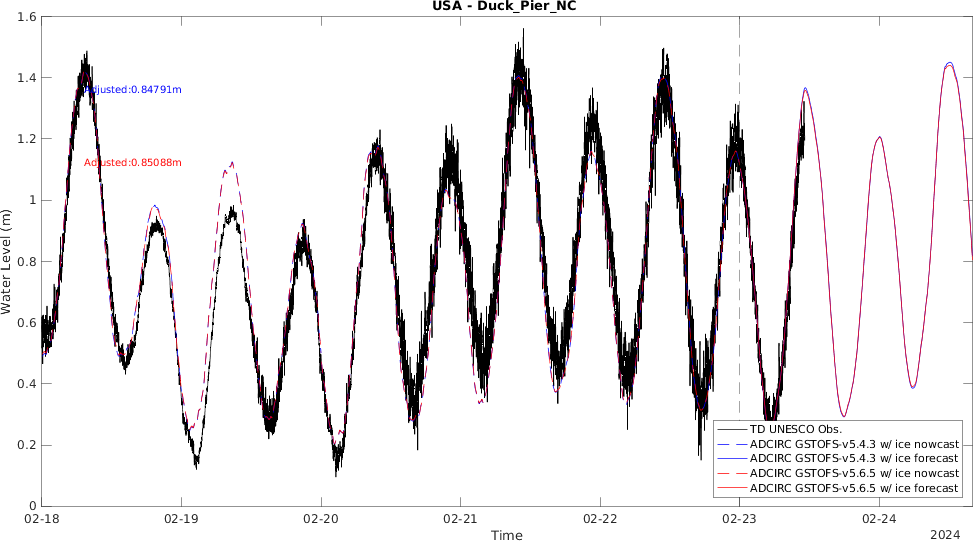 USA - Duck_Pier_NC
1.6
1.4
1.2
1
0.8
0.6
0.4
0.2
0
Water Level (m)
Adjusted:0.84791m
Adjusted:0.85088m
TD UNESCO Obs.
ADCIRC GSTOFS-v5.4.3 w/ ice nowcast
ADCIRC GSTOFS-v5.4.3 w/ ice forecast
ADCIRC GSTOFS-v5.6.5 w/ ice nowcast
ADCIRC GSTOFS-v5.6.5 w/ ice forecast
02-18 02-19 02-20 02-21 02-22 02-23 02-24
Time
2024